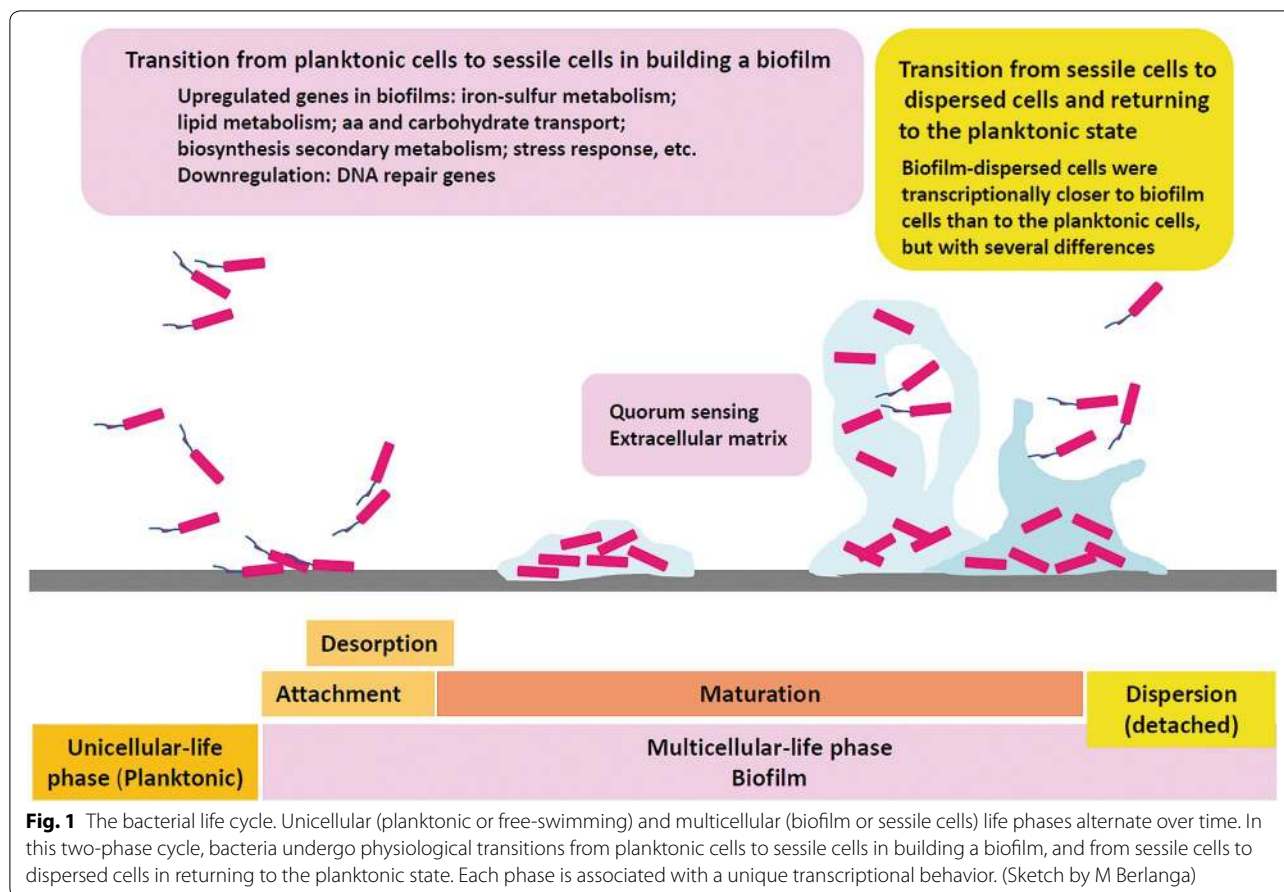 Transition from planktonic cells to sessile cells in building a biofilm
Upregulated genes in biofilms: iron-sulfur metabolism;
lipid metabolism; aa and carbohydrate transport;
biosynthesis secondary metabolism; stress response, etc.
Downregulation: DNA repair genes
Transition from sessile cells to
dispersed cells and returning
to the planktonic state
Biofilm-dispersed cells were
transcriptionally closer to biofilm
cells than to the planktonic cells,
but with several differences
Quorum sensing
Extracellular matrix
Desorption
Attachment
Maturation
Dispersion
(detached)
Unicellular-life
phase (Planktonic)
Multicellular-life phase
Biofilm
Fig. 1 The bacterial life cycle. Unicellular (planktonic or free-swimming) and multicellular (biofilm or sessile cells) life phases alternate over time. In
this two-phase cycle, bacteria undergo physiological transitions from planktonic cells to sessile cells in building a biofilm, and from sessile cells to
dispersed cells in returning to the planktonic state. Each phase is associated with a unique transcriptional behavior. (Sketch by M Berlanga)